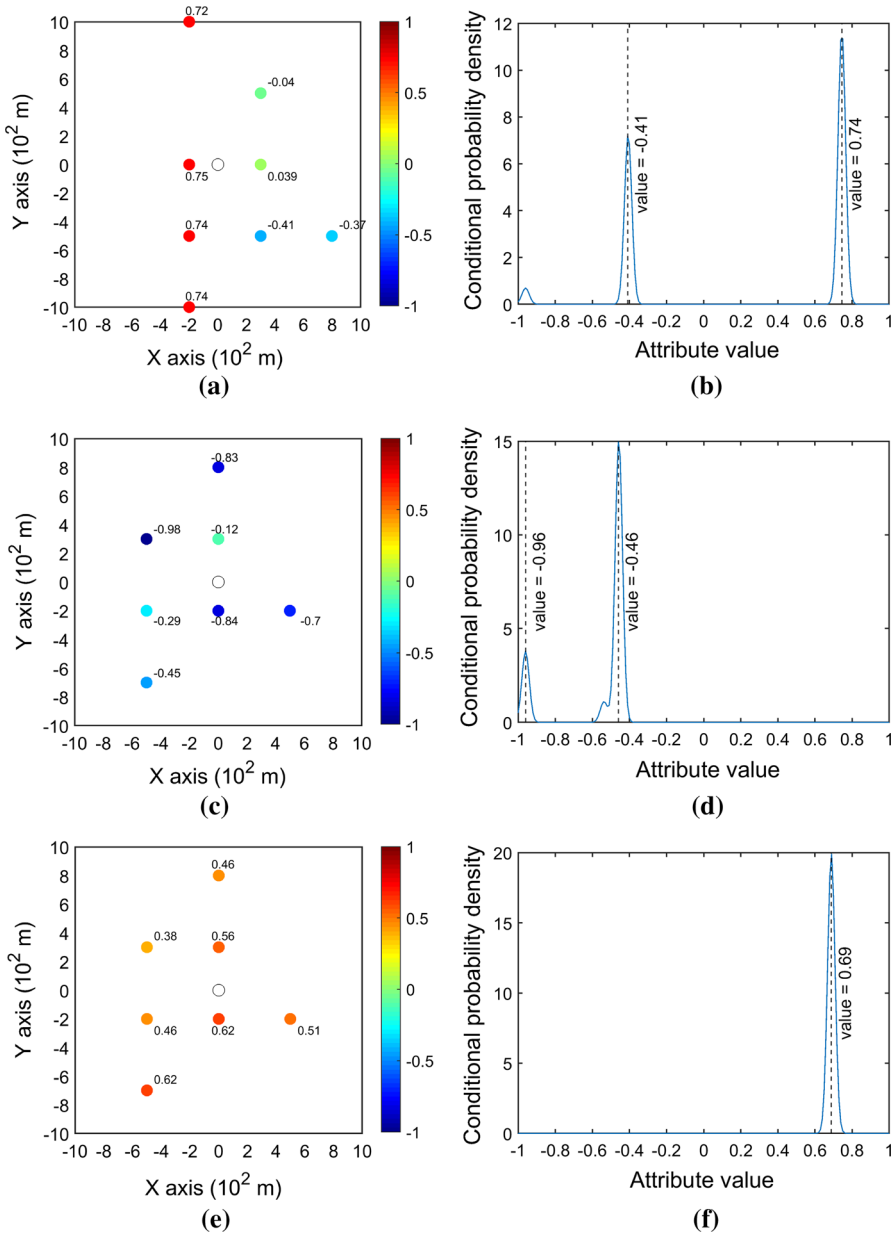 10
8
6
4
2
0
-2
-4
-6
-8
-10
Y axis (10² m)
0.72
-0.04
0.75
0.039
0.74
-0.41
-0.37
0.74
-10 -8 -6 -4 -2 0 2 4 6 8 10
X axis (10² m)
1
0.5
0
-0.5
-1
(a)
12
10
8
6
4
2
0
Conditional probability density
value = -0.41
value = 0.74
-1 -0.8 -0.6 -0.4 -0.2 0 0.2 0.4 0.6 0.8 1
Attribute value
(b)
10
8
6
4
2
0
-2
-4
-6
-8
-10
Y axis (10² m)
-0.83
-0.98
-0.12
-0.29
-0.84
-0.7
-0.45
-10 -8 -6 -4 -2 0 2 4 6 8 10
X axis (10² m)
1
0.5
0
-0.5
-1
(c)
15
10
5
0
Conditional probability density
value = -0.96
value = -0.46
-1 -0.8 -0.6 -0.4 -0.2 0 0.2 0.4 0.6 0.8 1
Attribute value
(d)
10
8
6
4
2
0
-2
-4
-6
-8
-10
Y axis (10² m)
0.46
0.38
0.56
0.46
0.62
0.51
0.62
-10 -8 -6 -4 -2 0 2 4 6 8 10
X axis (10² m)
1
0.5
0
-0.5
-1
(e)
20
15
10
5
0
Conditional probability density
value = 0.69
-1 -0.8 -0.6 -0.4 -0.2 0 0.2 0.4 0.6 0.8 1
Attribute value
(f)